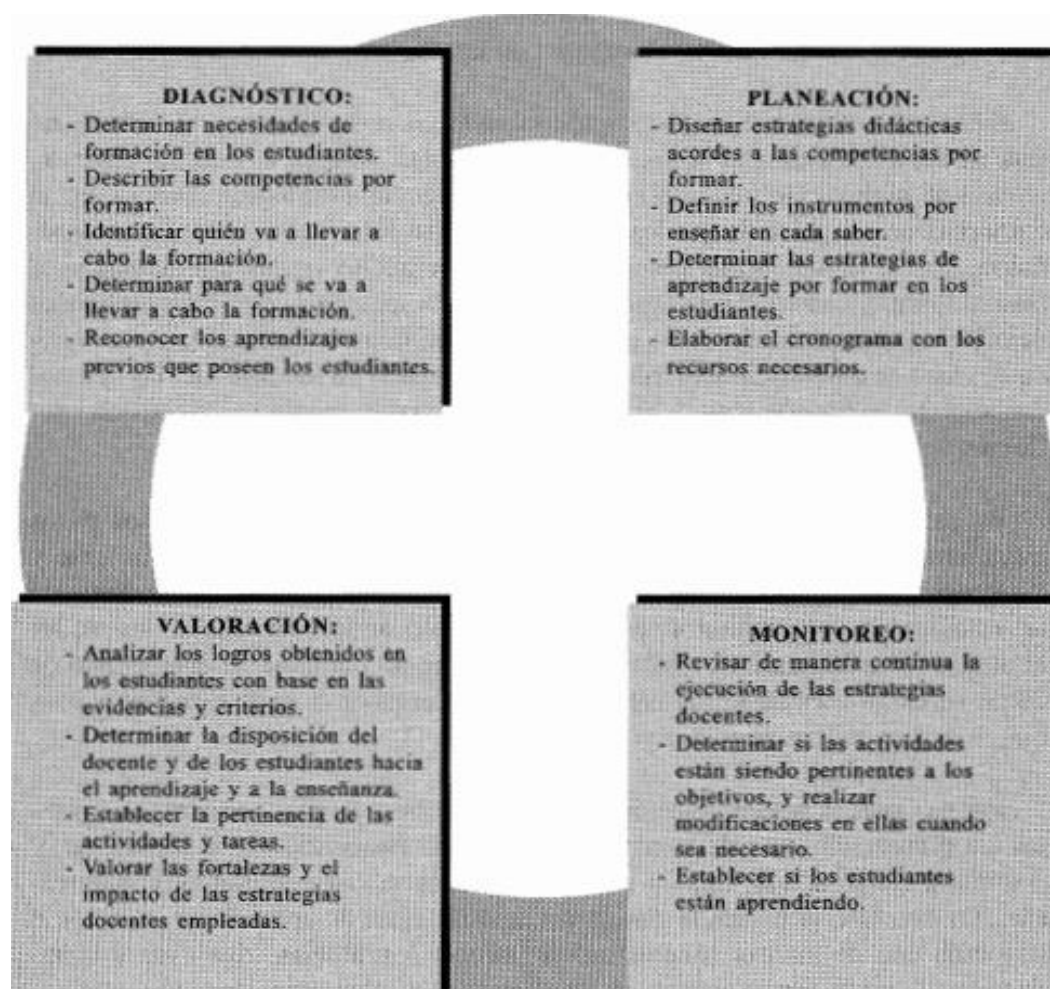 DIAGNÓSTICO:
- Determinar necesidades de
formación en los estudiantes.
- Describir las competencias por
formar.
- Identificar quién va a llevar a
cabo la formación.
- Determinar para qué se va a
llevar a cabo la formación.
- Reconocer los aprendizajes
previos que poseen los estudiantes.
PLANEACIÓN:
- Diseñar estrategias didácticas
acordes a las competencias por
formar.
- Definir los instrumentos por
enseñar en cada saber.
- Determinar las estrategias de
aprendizaje por formar en los
estudiantes.
- Elaborar el cronograma con los
recursos necesarios.
VALORACIÓN:
- Analizar los logros obtenidos en
los estudiantes con base en las
evidencias y criterios.
- Determinar la disposición del
docente y de los estudiantes hacia
el aprendizaje y a la enseñanza.
- Establecer la pertinencia de las
actividades y tareas.
- Valorar las fortalezas y el
impacto de las estrategias
docentes empleadas.
MONITOREO:
- Revisar de manera continua la
ejecución de las estrategias
docentes.
- Determinar si las actividades
están siendo pertinentes a los
objetivos, y realizar
modificaciones en ellas cuando
sea necesario.
- Establecer si los estudiantes
están aprendiendo.